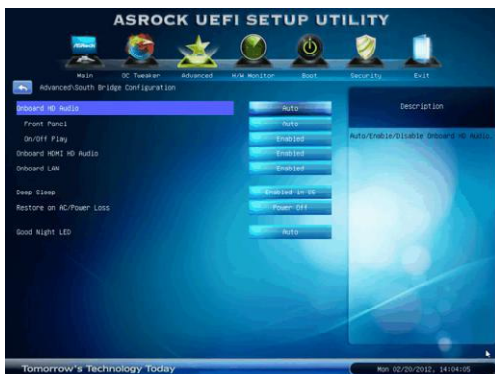 ASROCK UEFI SETUP UTILITY
ASRock
Main OC Tweaker Advanced H/W Monitor Boot Security Exit
Advanced\South Bridge Configuration
Onboard HD Audio Auto
Front Panel Auto
On/Off Play Enabled
Onboard HDMI HD Audio Enabled
Onboard LAN Enabled
Deep Sleep Enabled in S5
Restore on AC/Power Loss Power Off
Good Night LED Auto
Description
Auto/Enable/Disable Onboard HD Audio.
Tomorrow's Technology Today
Mon 02/20/2012, 14:04:05